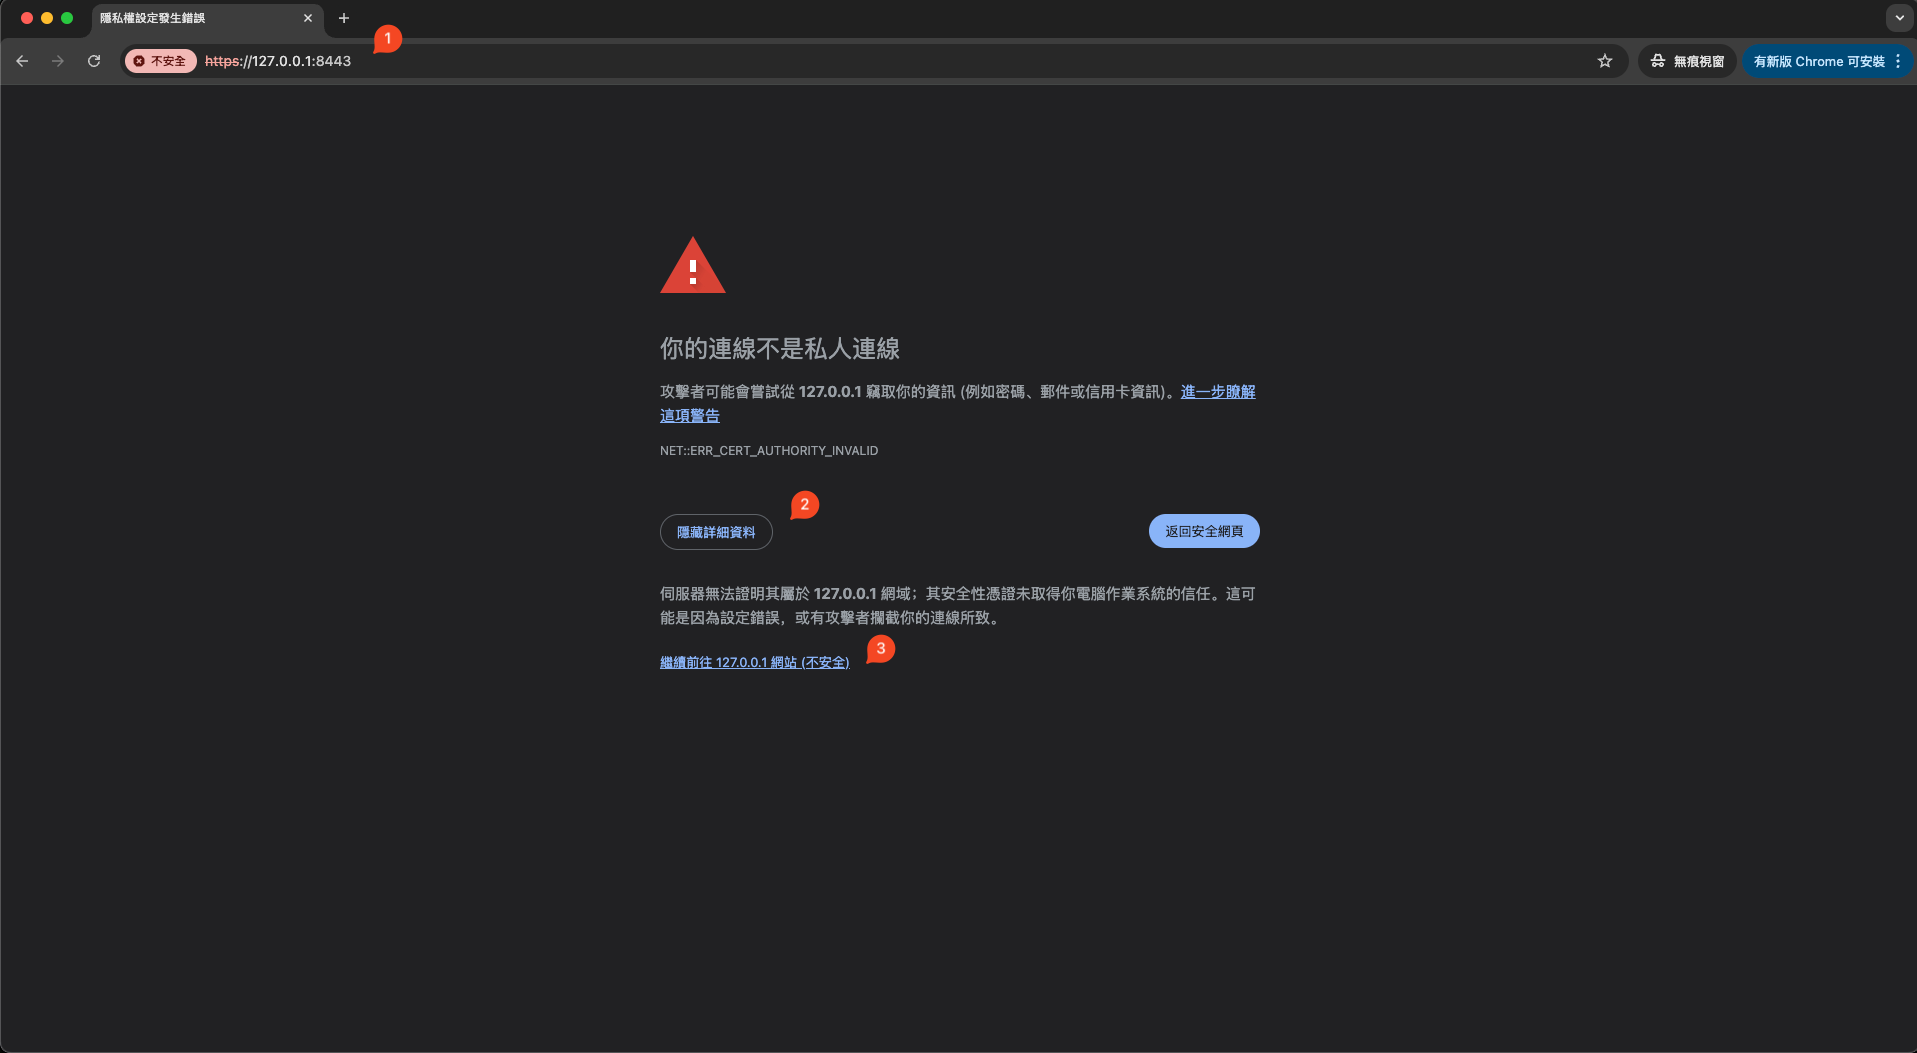 隱私權設定發生錯誤
1
不安全 https://127.0.0.1:8443
無痕視窗
有新版 Chrome 可安裝
你的連線不是私人連線
攻擊者可能會嘗試從 127.0.0.1 竊取你的資訊 (例如密碼、郵件或信用卡資訊)。進一步瞭解
這項警告
NET::ERR_CERT_AUTHORITY_INVALID
2
隱藏詳細資料
返回安全網頁
伺服器無法證明其屬於 127.0.0.1 網域；其安全性憑證未取得你電腦作業系統的信任。這可
能是因為設定錯誤，或有攻擊者攔截你的連線所致。
3
繼續前往 127.0.0.1 網站 (不安全)